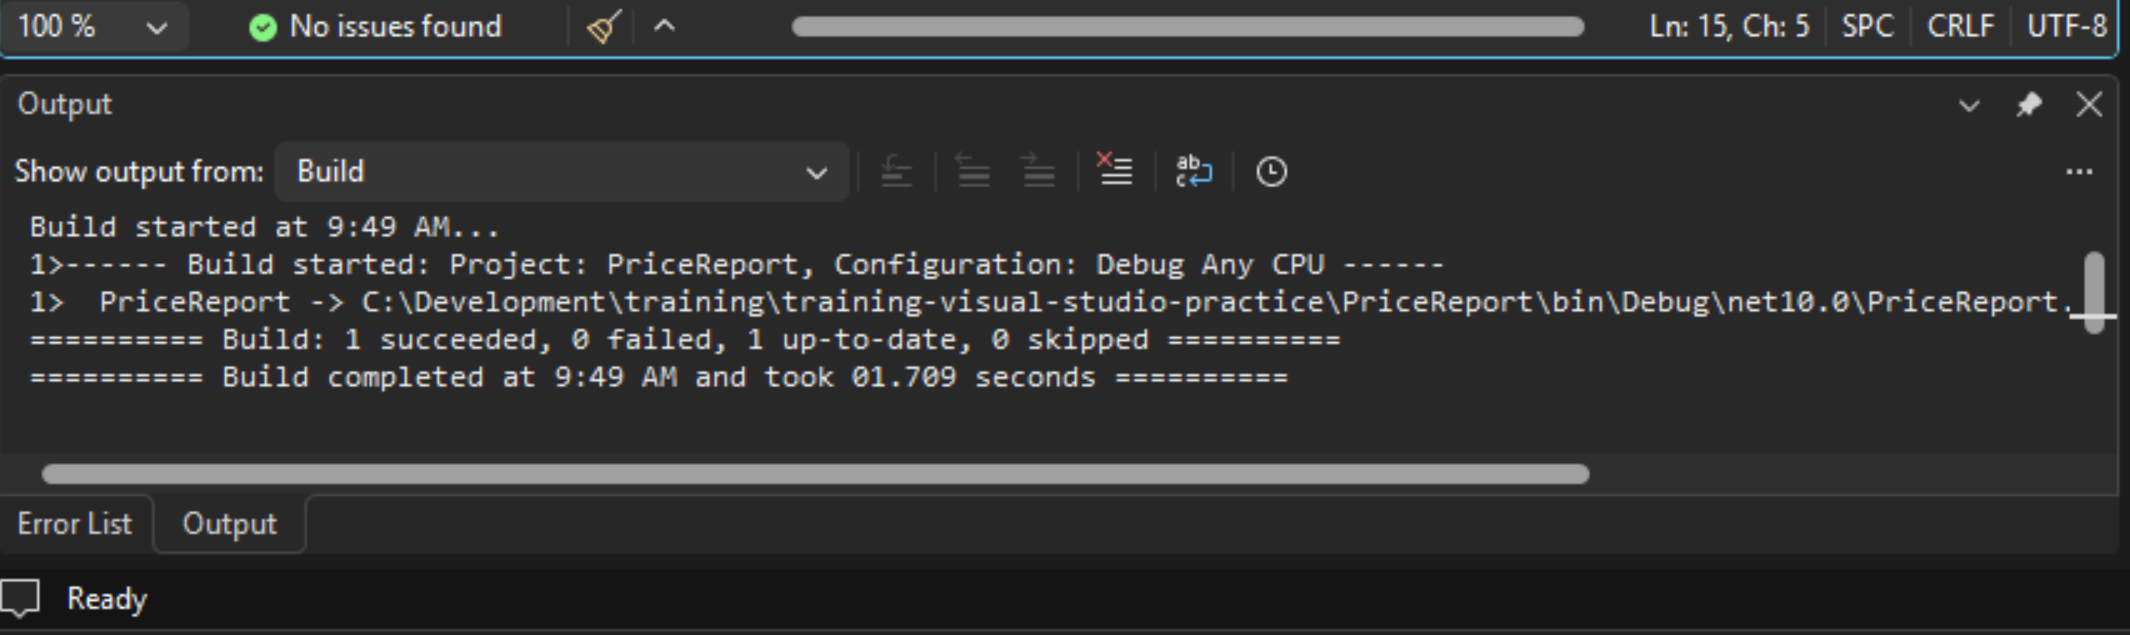 100 % No issues found Ln: 15, Ch: 5 SPC CRLF UTF-8
Output
Show output from: Build
Build started at 9:49 AM...
1>------ Build started: Project: PriceReport, Configuration: Debug Any CPU ------
1>  PriceReport -> C:\Development\training\training-visual-studio-practice\PriceReport\bin\Debug\net10.0\PriceReport.
========== Build: 1 succeeded, 0 failed, 1 up-to-date, 0 skipped ==========
========== Build completed at 9:49 AM and took 01.709 seconds ==========
Error List Output
Ready